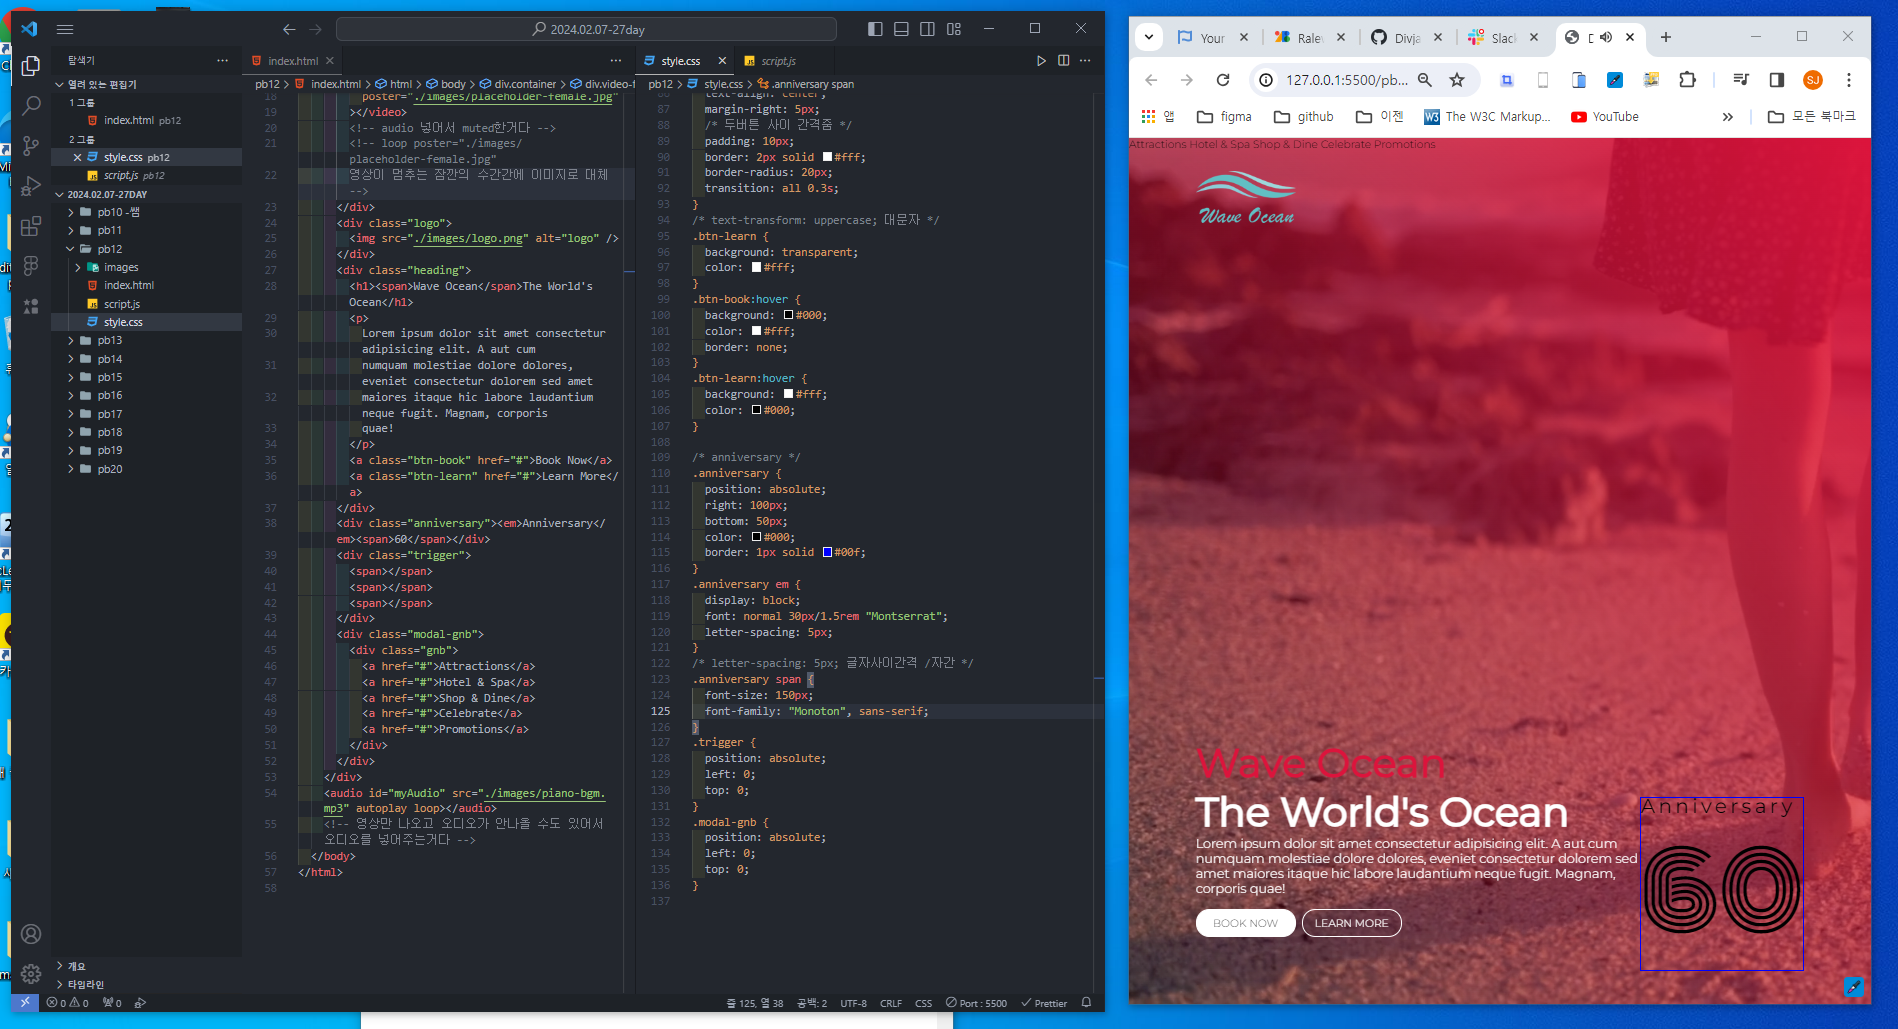 2024.02.07-27day
탐색기
열려 있는 편집기
1 그룹
index.html pb12
2 그룹
style.css pb12
script.js pb12
2024.02.07-27DAY
pb10 -쌤
pb11
pb12
images
index.html
script.js
style.css
pb13
pb14
pb15
pb16
pb17
pb18
pb19
pb20
개요
타임라인
index.html
pb12 > index.html > html > body > div.container > div.video-f
18 poster="./images/placeholder-female.jpg"
19 ></video>
20 <!-- audio 넣어서 muted한거다 -->
21 <!-- loop poster="./images/
placeholder-female.jpg"
22 영상이 멈추는 잠깐의 수간간에 이미지로 대체
-->
23 </div>
24 <div class="logo">
25 <img src="./images/logo.png" alt="logo" />
26 </div>
27 <div class="heading">
28 <h1><span>Wave Ocean</span>The World's
Ocean</h1>
29 <p>
30 Lorem ipsum dolor sit amet consectetur
adipisicing elit. A aut cum
31 numquam molestiae dolore dolores,
eveniet consectetur dolorem sed amet
32 maiores itaque hic labore laudantium
neque fugit. Magnam, corporis
33 quae!
34 </p>
35 <a class="btn-book" href="#">Book Now</a>
36 <a class="btn-learn" href="#">Learn More</
a>
37 </div>
38 <div class="anniversary"><em>Anniversary</
em><span>60</span></div>
39 <div class="trigger">
40 <span></span>
41 <span></span>
42 <span></span>
43 </div>
44 <div class="modal-gnb">
45 <div class="gnb">
46 <a href="#">Attractions</a>
47 <a href="#">Hotel & Spa</a>
48 <a href="#">Shop & Dine</a>
49 <a href="#">Celebrate</a>
50 <a href="#">Promotions</a>
51 </div>
52 </div>
53 </div>
54 <audio id="myAudio" src="./images/piano-bgm.
mp3" autoplay loop></audio>
55 <!-- 영상만 나오고 오디오가 안나올 수도 있어서
오디오를 넣어주는거다 -->
56 </body>
57 </html>
58
style.css
script.js
pb12 > style.css > .anniversary span
86 text-align: center;
87 margin-right: 5px;
88 /* 두버튼 사이 간격줌 */
89 padding: 10px;
90 border: 2px solid #fff;
91 border-radius: 20px;
92 transition: all 0.3s;
93 }
94 /* text-transform: uppercase; 대문자 */
95 .btn-learn {
96 background: transparent;
97 color: #fff;
98 }
99 .btn-book:hover {
100 background: #000;
101 color: #fff;
102 border: none;
103 }
104 .btn-learn:hover {
105 background: #fff;
106 color: #000;
107 }
108
109 /* anniversary */
110 .anniversary {
111 position: absolute;
112 right: 100px;
113 bottom: 50px;
114 color: #000;
115 border: 1px solid #00f;
116 }
117 .anniversary em {
118 display: block;
119 font: normal 30px/1.5rem "Montserrat";
120 letter-spacing: 5px;
121 }
122 /* letter-spacing: 5px; 글자사이간격 /자간 */
123 .anniversary span {
124 font-size: 150px;
125 font-family: "Monoton", sans-serif;
126 }
127 .trigger {
128 position: absolute;
129 left: 0;
130 top: 0;
131 }
132 .modal-gnb {
133 position: absolute;
134 left: 0;
135 top: 0;
136 }
137
0 0 0
줄 125, 열 38 공백: 2 UTF-8 CRLF CSS Port : 5500 Prettier
Your
Ralev
Divja
Slack
127.0.0.1:5500/pb...
SJ
앱 figma github 이젠 The W3C Markup... YouTube » 모든 북마크
Attractions Hotel & Spa Shop & Dine Celebrate Promotions
Wave Ocean
Wave Ocean
The World's Ocean
Lorem ipsum dolor sit amet consectetur adipisicing elit. A aut cum
numquam molestiae dolore dolores, eveniet consectetur dolorem sed
amet maiores itaque hic labore laudantium neque fugit. Magnam,
corporis quae!
BOOK NOW LEARN MORE
Anniversary
60